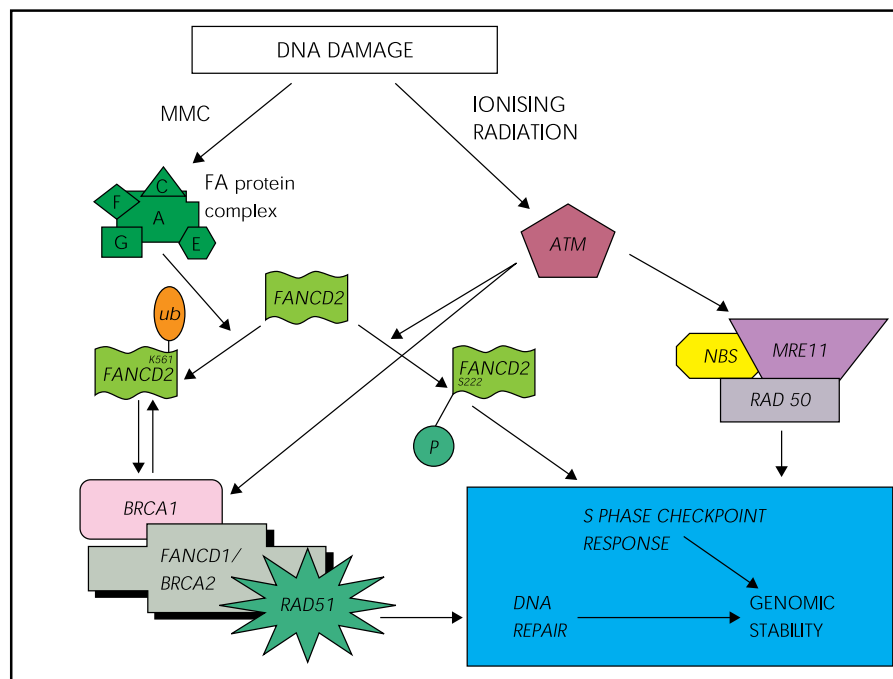 DNA DAMAGE
MMC
IONISING
RADIATION
FA protein
complex
C
F
A
G
E
ATM
FANCD2
ub
K561
FANCD2
FANCD2
S222
P
NBS
MRE11
RAD 50
BRCA1
FANCD1/
BRCA2
RAD51
S PHASE CHECKPOINT
RESPONSE
DNA
REPAIR
GENOMIC
STABILITY